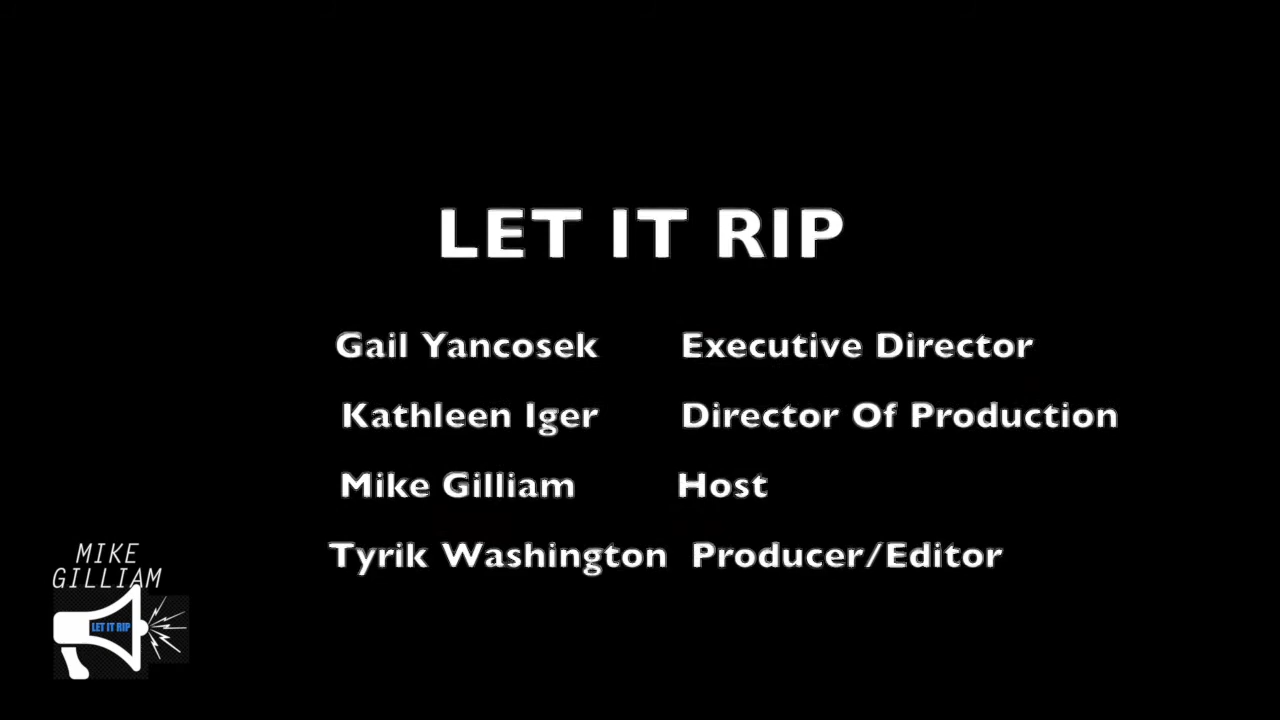 LET IT RIP
Gail Yancosek Executive Director
Kathleen Iger Director Of Production
Mike Gilliam Host
Tyrik Washington Producer/Editor
MIKE
GILLIAM
LET IT RIP